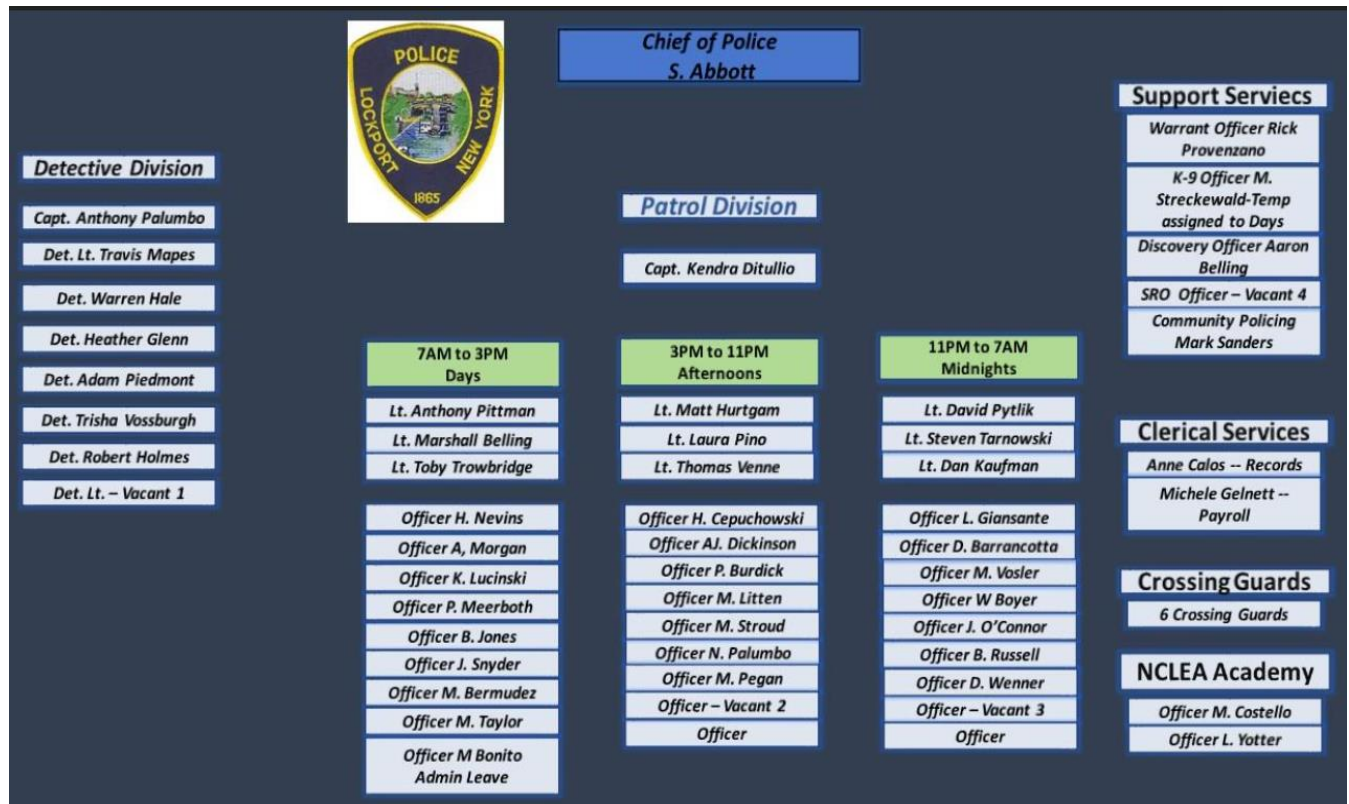 POLICE
LOCKPORT
NEW YORK
1865
Chief of Police
S. Abbott
Detective Division
Capt. Anthony Palumbo
Det. Lt. Travis Mapes
Det. Warren Hale
Det. Heather Glenn
Det. Adam Piedmont
Det. Trisha Vossburgh
Det. Robert Holmes
Det. Lt. – Vacant 1
Patrol Division
Capt. Kendra Ditullio
7AM to 3PM
Days
Lt. Anthony Pittman
Lt. Marshall Belling
Lt. Toby Trowbridge
Officer H. Nevins
Officer A, Morgan
Officer K. Lucinski
Officer P. Meerboth
Officer B. Jones
Officer J. Snyder
Officer M. Bermudez
Officer M. Taylor
Officer M Bonito
Admin Leave
3PM to 11PM
Afternoons
Lt. Matt Hurtgam
Lt. Laura Pino
Lt. Thomas Venne
Officer H. Cepuchowski
Officer AJ. Dickinson
Officer P. Burdick
Officer M. Litten
Officer M. Stroud
Officer N. Palumbo
Officer M. Pegan
Officer – Vacant 2
Officer
11PM to 7AM
Midnights
Lt. David Pytlik
Lt. Steven Tarnowski
Lt. Dan Kaufman
Officer L. Giansante
Officer D. Barrancotta
Officer M. Vosler
Officer W Boyer
Officer J. O’Connor
Officer B. Russell
Officer D. Wenner
Officer – Vacant 3
Officer
Support Serviecs
Warrant Officer Rick
Provenzano
K-9 Officer M.
Streckewald-Temp
assigned to Days
Discovery Officer Aaron
Belling
SRO Officer – Vacant 4
Community Policing
Mark Sanders
Clerical Services
Anne Calos -- Records
Michele Gelnett --
Payroll
Crossing Guards
6 Crossing Guards
NCLEA Academy
Officer M. Costello
Officer L. Yotter